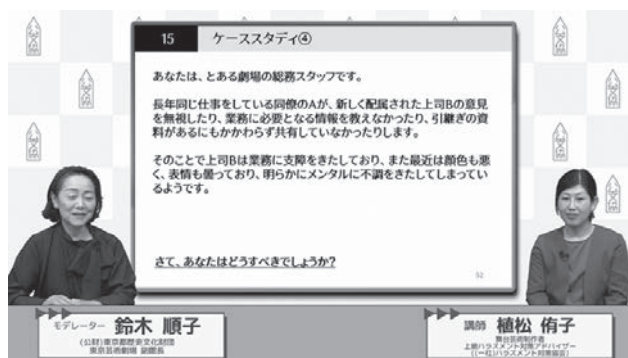 15 ケーススタディ④
あなたは、とある劇場の総務スタッフです。
長年同じ仕事をしている同僚のAが、新しく配属された上司Bの意見
を無視したり、業務に必要となる情報を教えなかったり、引継ぎの資
料があるにもかかわらず共有していなかったりします。
そのことで上司Bは業務に支障をきたしており、また最近は顔色も悪
く、表情も曇っており、明らかにメンタルに不調をきたしてしまってい
るようです。
さて、あなたはどうすべきでしょうか?
52
モデレーター 鈴木 順子
(公財)東京都歴史文化財団
東京芸術劇場 副館長
講師 植松 侑子
舞台芸術制作者
上級ハラスメント対策アドバイザー
((一社)ハラスメント対策協会)